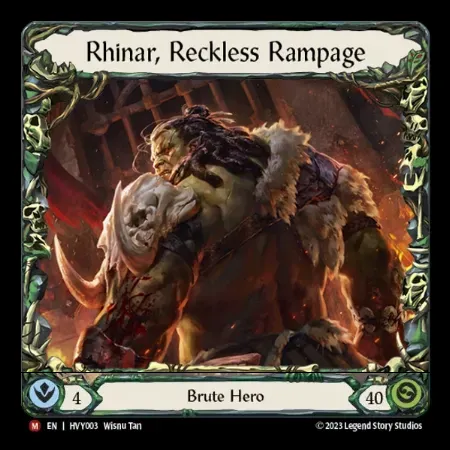 Rhinar, Reckless Rampage
4 Brute Hero 40
M EN | HVY003 Wisnu Tan © 2023 Legend Story Studios